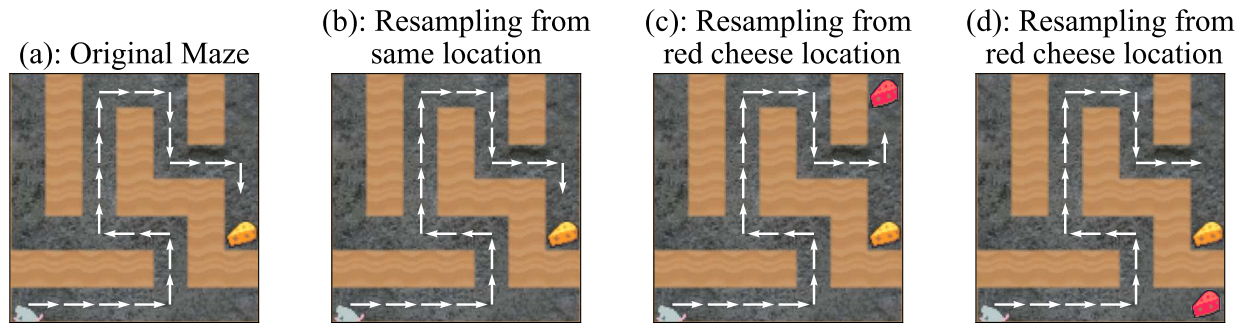 (a): Original Maze
(b): Resampling from
same location
(c): Resampling from
red cheese location
(d): Resampling from
red cheese location